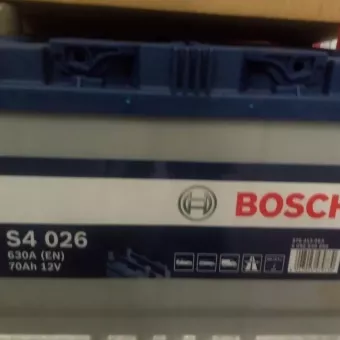 BOSCH
S4 026
630A (EN)
70Ah 12V